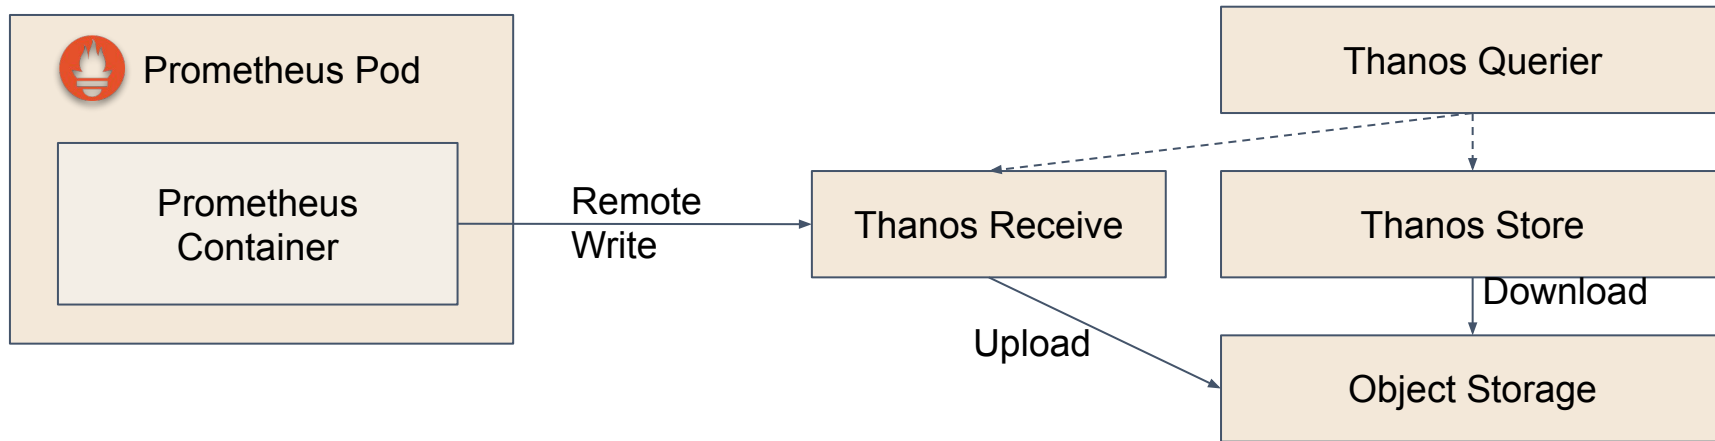 Prometheus Pod
Prometheus
Container
Remote
Write
Thanos Receive
Upload
Thanos Querier
Thanos Store
Download
Object Storage